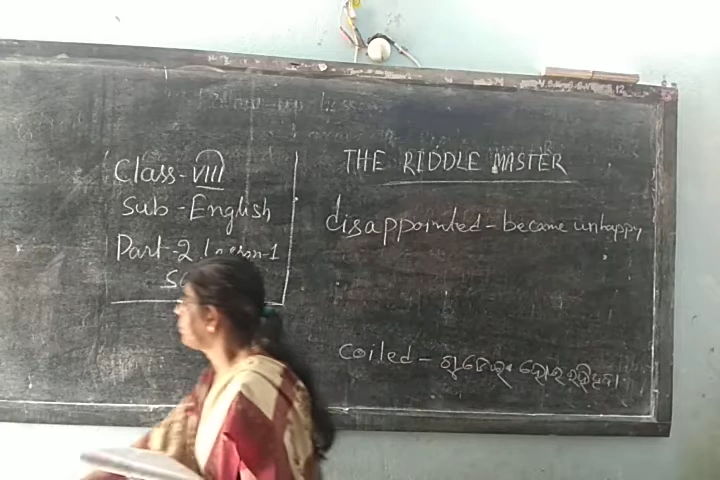 Class-VIII
Sub-English
Part-2 Lesson-1
THE RIDDLE MASTER
disappointed - became unhappy
coiled -